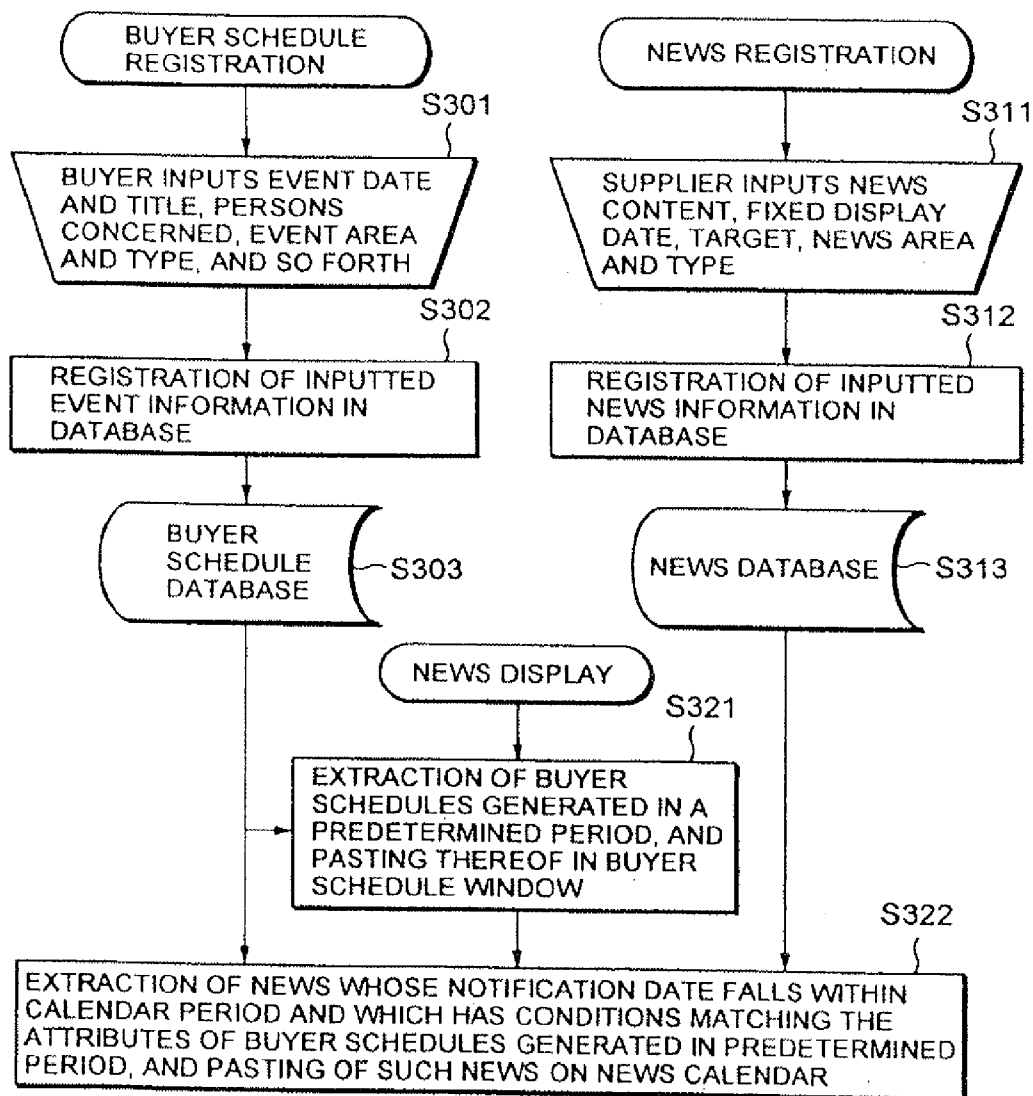 BUYER SCHEDULE
REGISTRATION
S301
BUYER INPUTS EVENT DATE
AND TITLE, PERSONS
CONCERNED, EVENT AREA
AND TYPE, AND SO FORTH
S302
REGISTRATION OF INPUTTED
EVENT INFORMATION IN
DATABASE
BUYER
SCHEDULE
DATABASE
S303
NEWS REGISTRATION
S311
SUPPLIER INPUTS NEWS
CONTENT, FIXED DISPLAY
DATE, TARGET, NEWS AREA
AND TYPE
S312
REGISTRATION OF INPUTTED
NEWS INFORMATION IN
DATABASE
NEWS DATABASE
S313
NEWS DISPLAY
S321
EXTRACTION OF BUYER
SCHEDULES GENERATED IN A
PREDETERMINED PERIOD, AND
PASTING THEREOF IN BUYER
SCHEDULE WINDOW
S322
EXTRACTION OF NEWS WHOSE NOTIFICATION DATE FALLS WITHIN
CALENDAR PERIOD AND WHICH HAS CONDITIONS MATCHING THE
ATTRIBUTES OF BUYER SCHEDULES GENERATED IN PREDETERMINED
PERIOD, AND PASTING OF SUCH NEWS ON NEWS CALENDAR